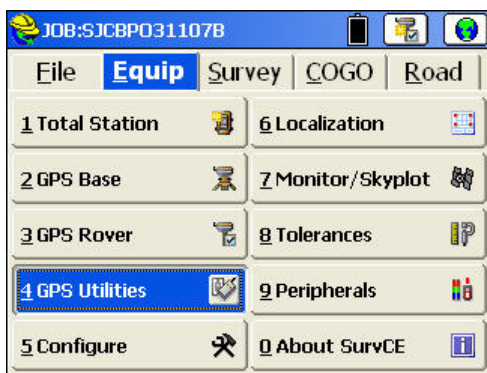 JOB:SJCBPO31107B
File Equip Survey COGO Road
1 Total Station
6 Localization
2 GPS Base
7 Monitor/Skyplot
3 GPS Rover
8 Tolerances
4 GPS Utilities
9 Peripherals
5 Configure
0 About SurvCE